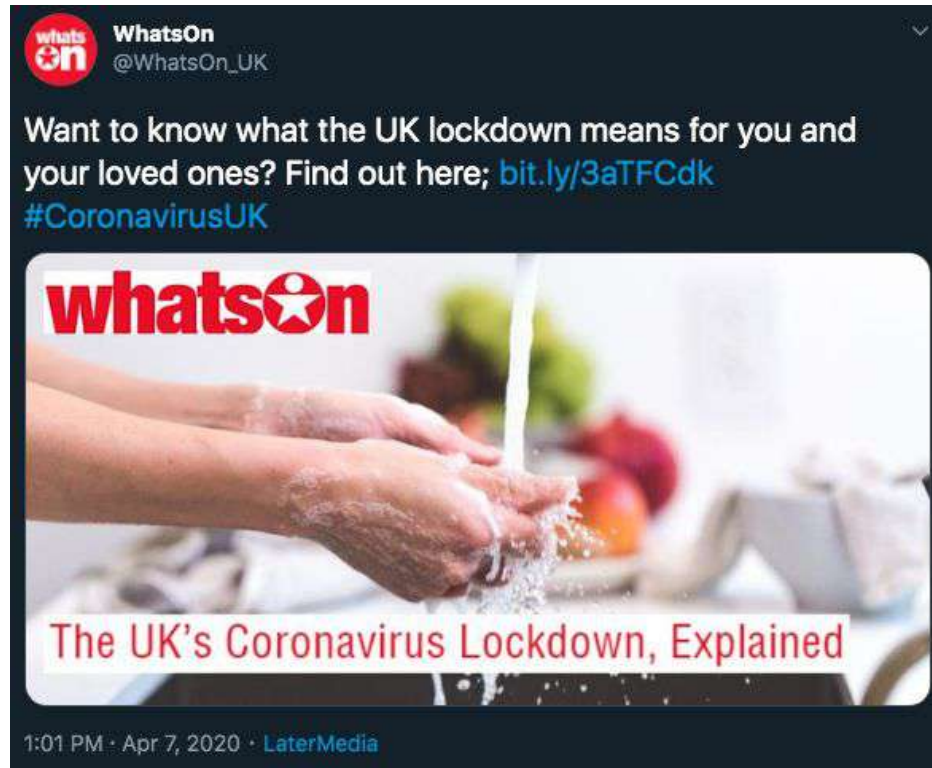 whats
on
WhatsOn
@WhatsOn_UK
Want to know what the UK lockdown means for you and
your loved ones? Find out here; bit.ly/3aTFCdk
#CoronavirusUK
whatson
The UK's Coronavirus Lockdown, Explained
1:01 PM · Apr 7, 2020 · LaterMedia